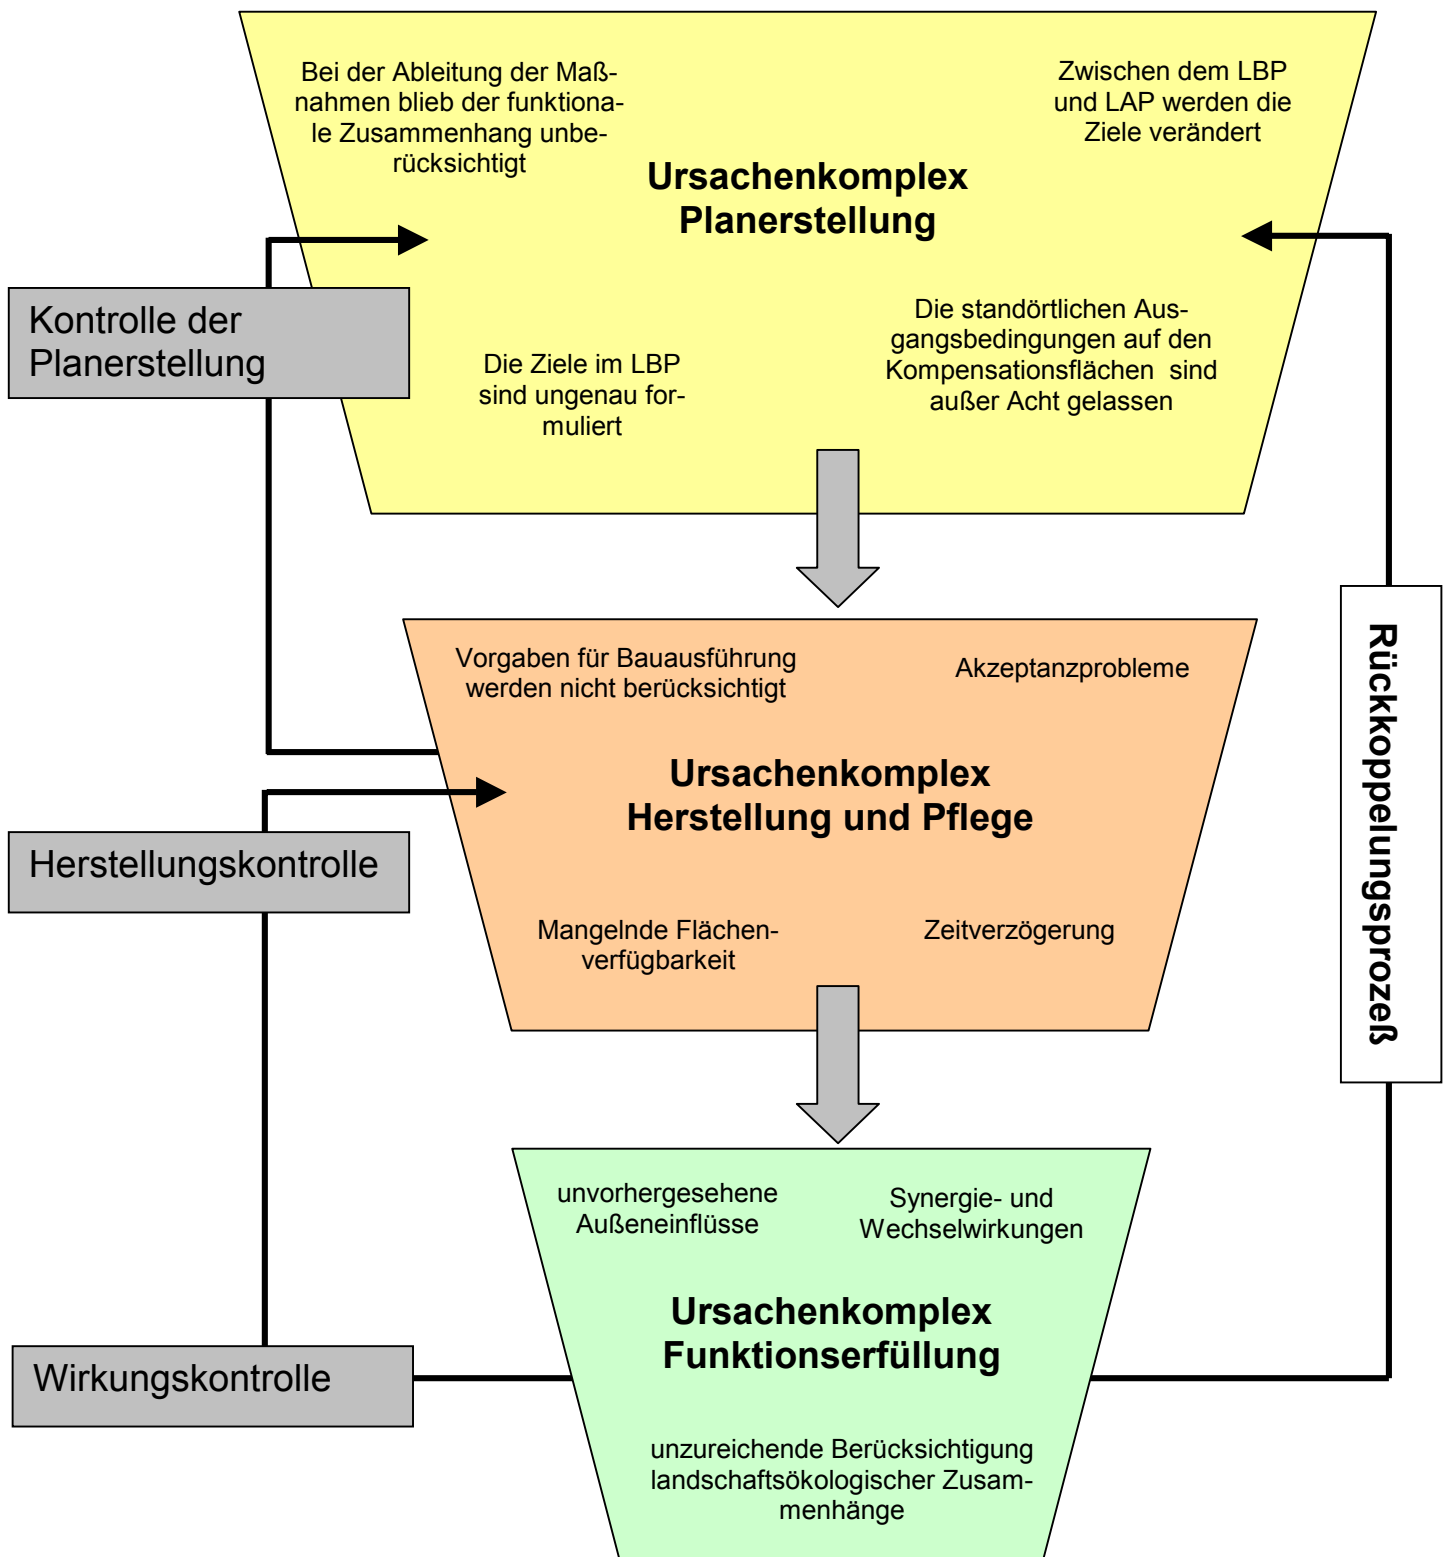 Bei der Ableitung der Maß-
nahmen blieb der funktiona-
le Zusammenhang unbe-
rücksichtigt
Zwischen dem LBP
und LAP werden die
Ziele verändert
Ursachenkomplex
Planerstellung
Kontrolle der
Planerstellung
Die Ziele im LBP
sind ungenau for-
muliert
Die standörtlichen Aus-
gangsbedingungen auf den
Kompensationsflächen sind
außer Acht gelassen
Vorgaben für Bauausführung
werden nicht berücksichtigt
Akzeptanzprobleme
Ursachenkomplex
Herstellung und Pflege
Herstellungskontrolle
Mangelnde Flächen-
verfügbarkeit
Zeitverzögerung
Rückkoppelungsprozeß
unvorhergesehene
Außeneinflüsse
Synergie- und
Wechselwirkungen
Ursachenkomplex
Funktionserfüllung
Wirkungskontrolle
unzureichende Berücksichtigung
landschaftsökologischer Zusam-
menhänge